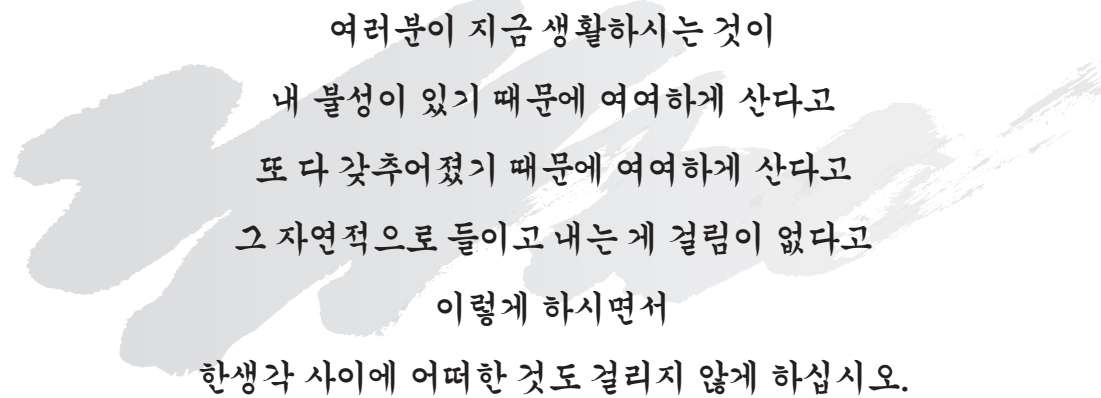 여러분이 지금 생활하시는 것이
내 불성이 있기 때문에 여여하게 산다고
또 다 갖추어졌기 때문에 여여하게 산다고
그 자연적으로 들이고 내는 게 걸림이 없다고
이렇게 하시면서
한생각 사이에 어떠한 것도 걸리지 않게 하십시오.